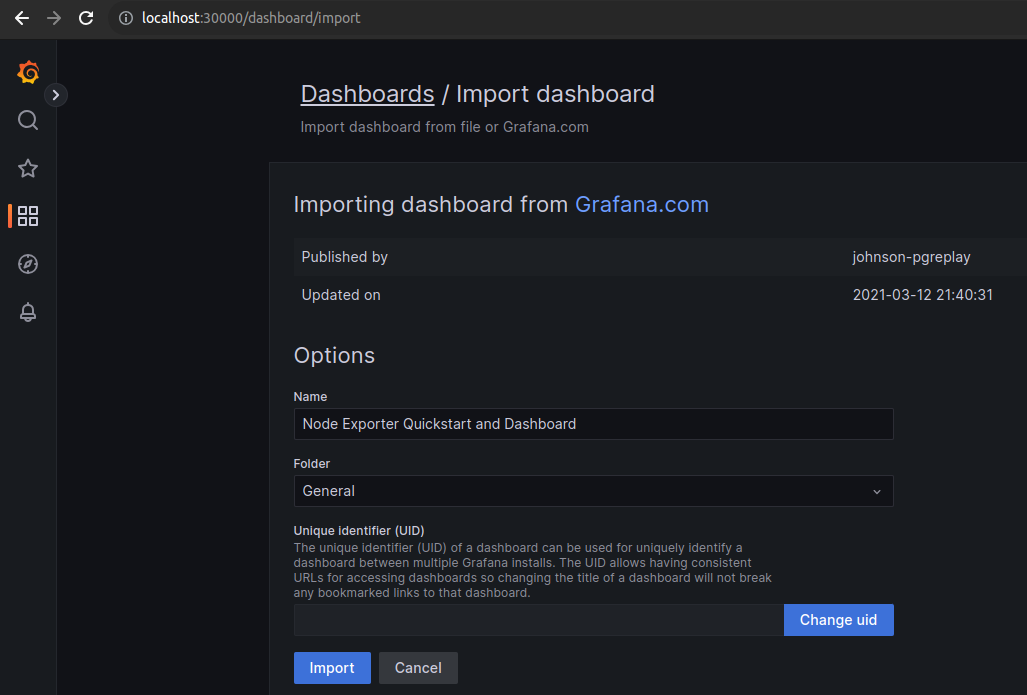 localhost:30000/dashboard/import
Dashboards / Import dashboard
Import dashboard from file or Grafana.com
Importing dashboard from Grafana.com
Published by johnson-pgreplay
Updated on 2021-03-12 21:40:31
Options
Name
Node Exporter Quickstart and Dashboard
Folder
General
Unique identifier (UID)
The unique identifier (UID) of a dashboard can be used for uniquely identify a
dashboard between multiple Grafana installs. The UID allows having consistent
URLs for accessing dashboards so changing the title of a dashboard will not break
any bookmarked links to that dashboard.
Change uid
Import Cancel